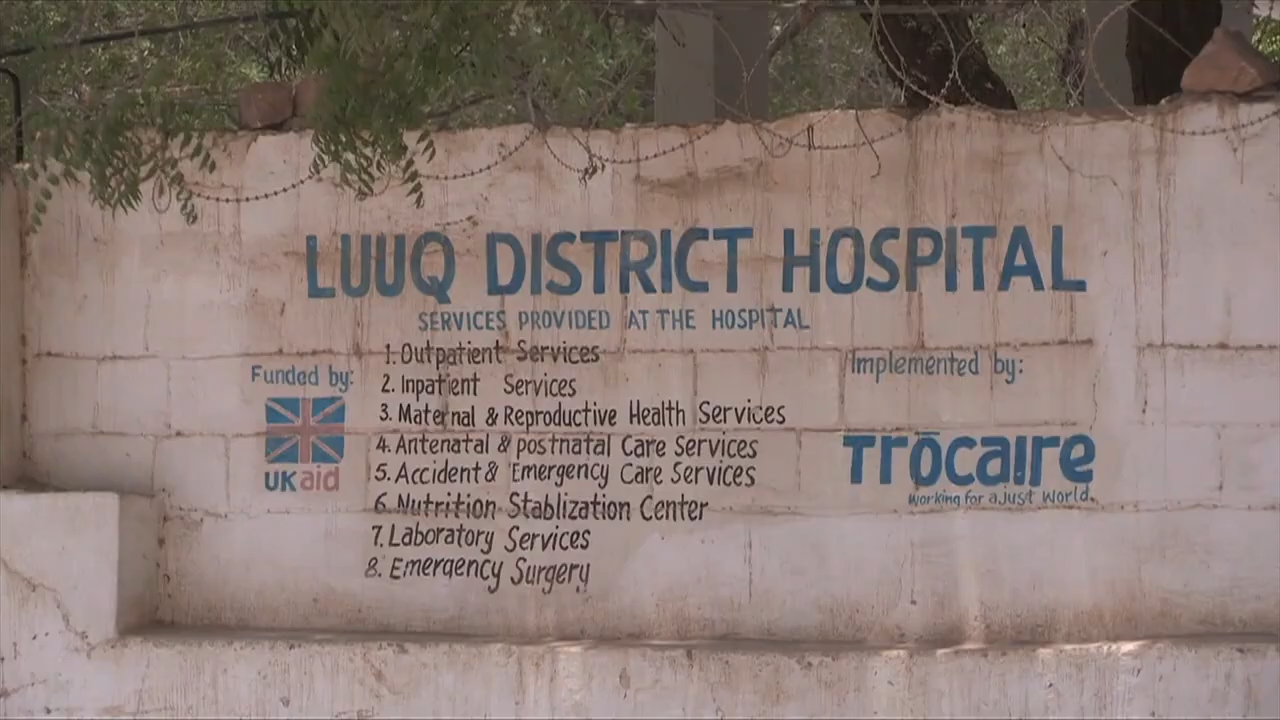 LUUQ DISTRICT HOSPITAL
SERVICES PROVIDED AT THE HOSPITAL
1. Outpatient Services
2. Inpatient Services
3. Maternal & Reproductive Health Services
4. Antenatal & postnatal Care Services
5. Accident & Emergency Care Services
6. Nutrition Stablization Center
7. Laboratory Services
8. Emergency Surgery
Funded by:
UKaid
Implemented by:
Trōcaire
Working for a just world.